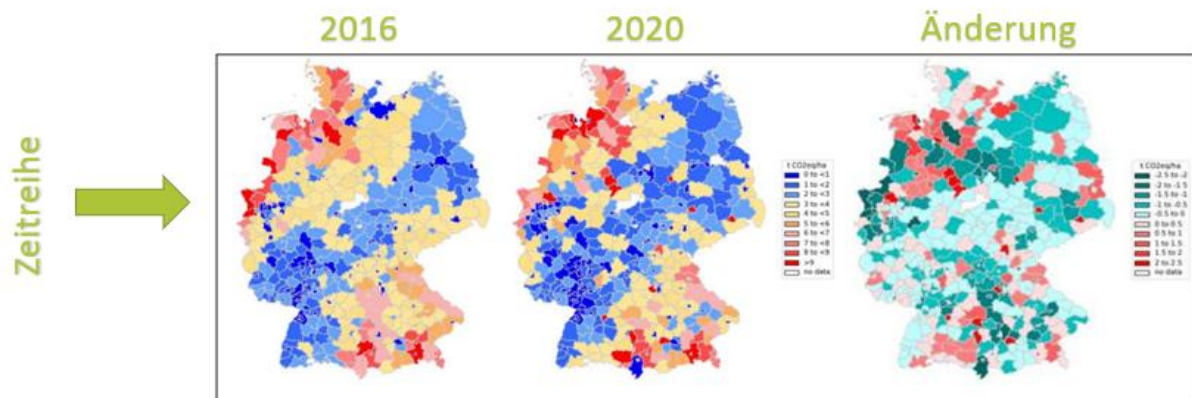 2016
2020
Änderung
Zeitreihe
t CO2eq/ha
0 to <1
1 to <2
2 to <3
3 to <4
4 to <5
5 to <6
6 to <7
7 to <8
8 to <9
>9
no data
t CO2eq/ha
-2.5 to -2
-2 to -1.5
-1.5 to -1
-1 to -0.5
-0.5 to 0
0 to 0.5
0.5 to 1
1 to 1.5
1.5 to 2
2 to 2.5
no data